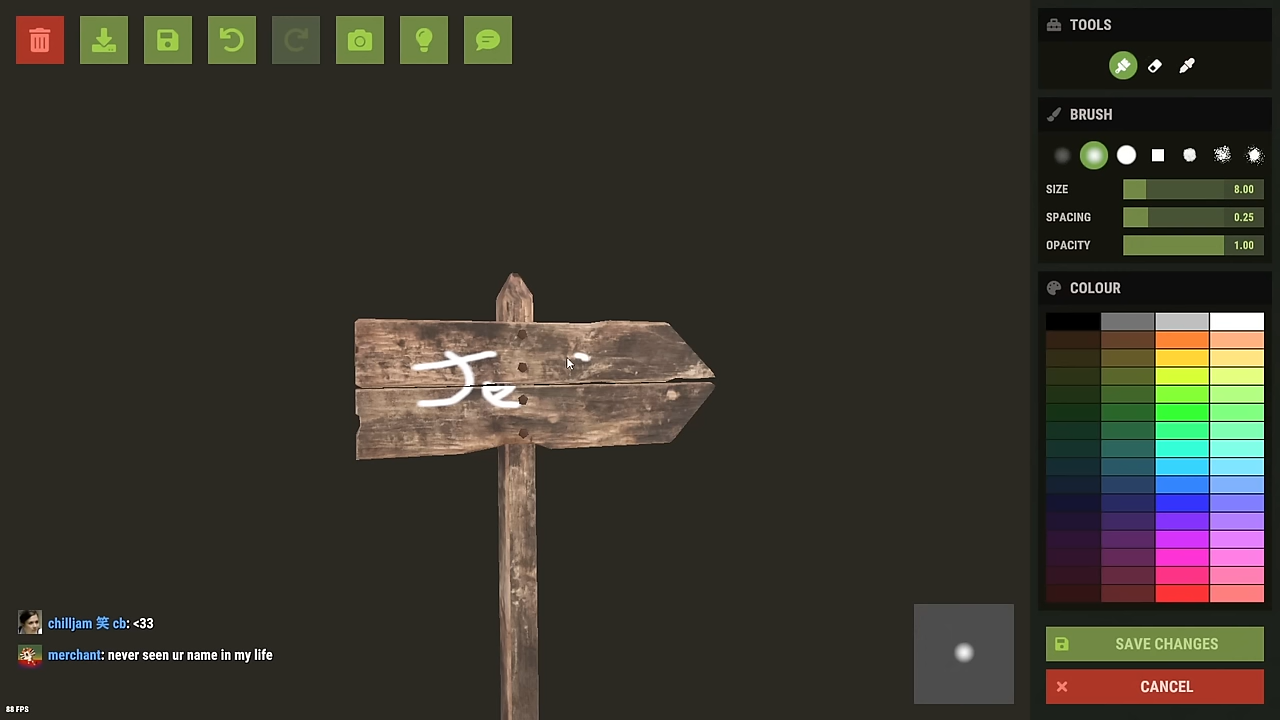 TOOLS
BRUSH
SIZE 8.00
SPACING 0.25
OPACITY 1.00
COLOUR
Je
chilljam 笑 cb: <33
merchant: never seen ur name in my life
SAVE CHANGES
CANCEL
88 FPS